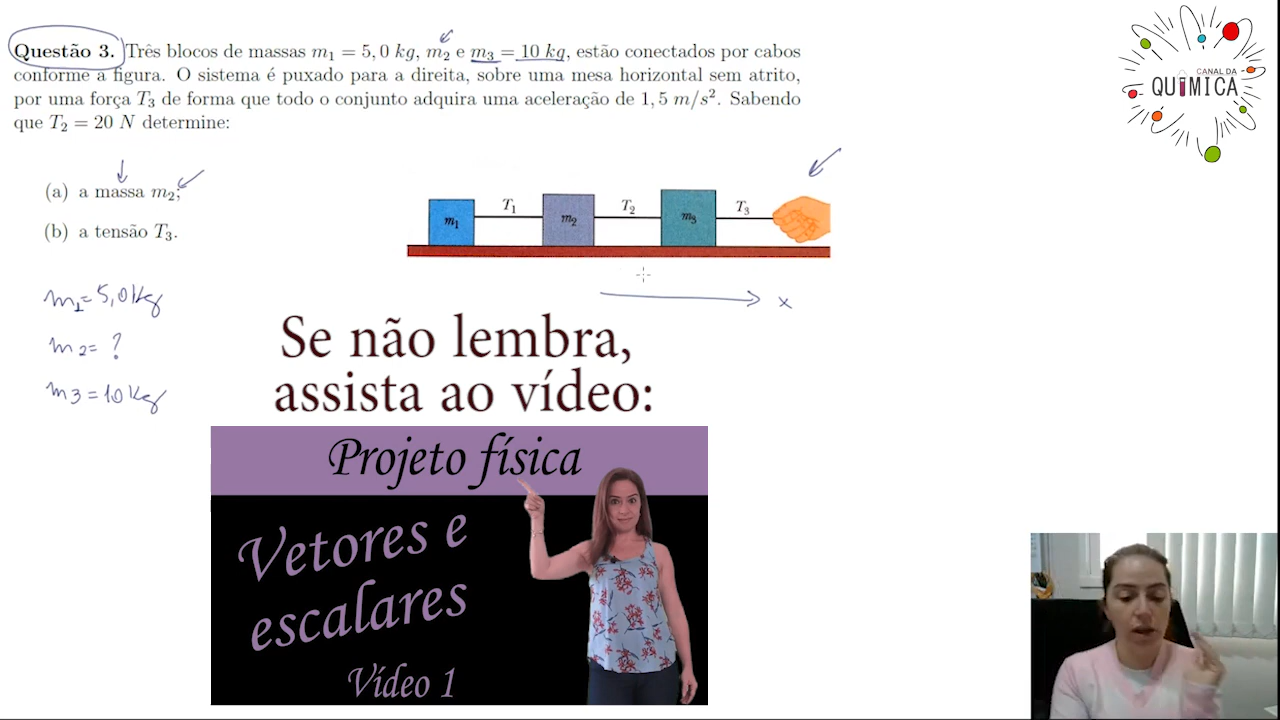 Questão 3. Três blocos de massas m₁ = 5, 0 kg, m₂ e m₃ = 10 kg, estão conectados por cabos
conforme a figura. O sistema é puxado para a direita, sobre uma mesa horizontal sem atrito,
por uma força T₃ de forma que todo o conjunto adquira uma aceleração de 1, 5 m/s². Sabendo
que T₂ = 20 N determine:
(a) a massa m₂;
(b) a tensão T₃.
m₁ T₁ m₂ T₂ m₃ T₃
x
m₁=5,0kg
m₂= ?
m₃=10kg
Se não lembra,
assista ao vídeo:
Projeto física
Vetores e
escalares
Vídeo 1
CANAL DA
QUÍMICA